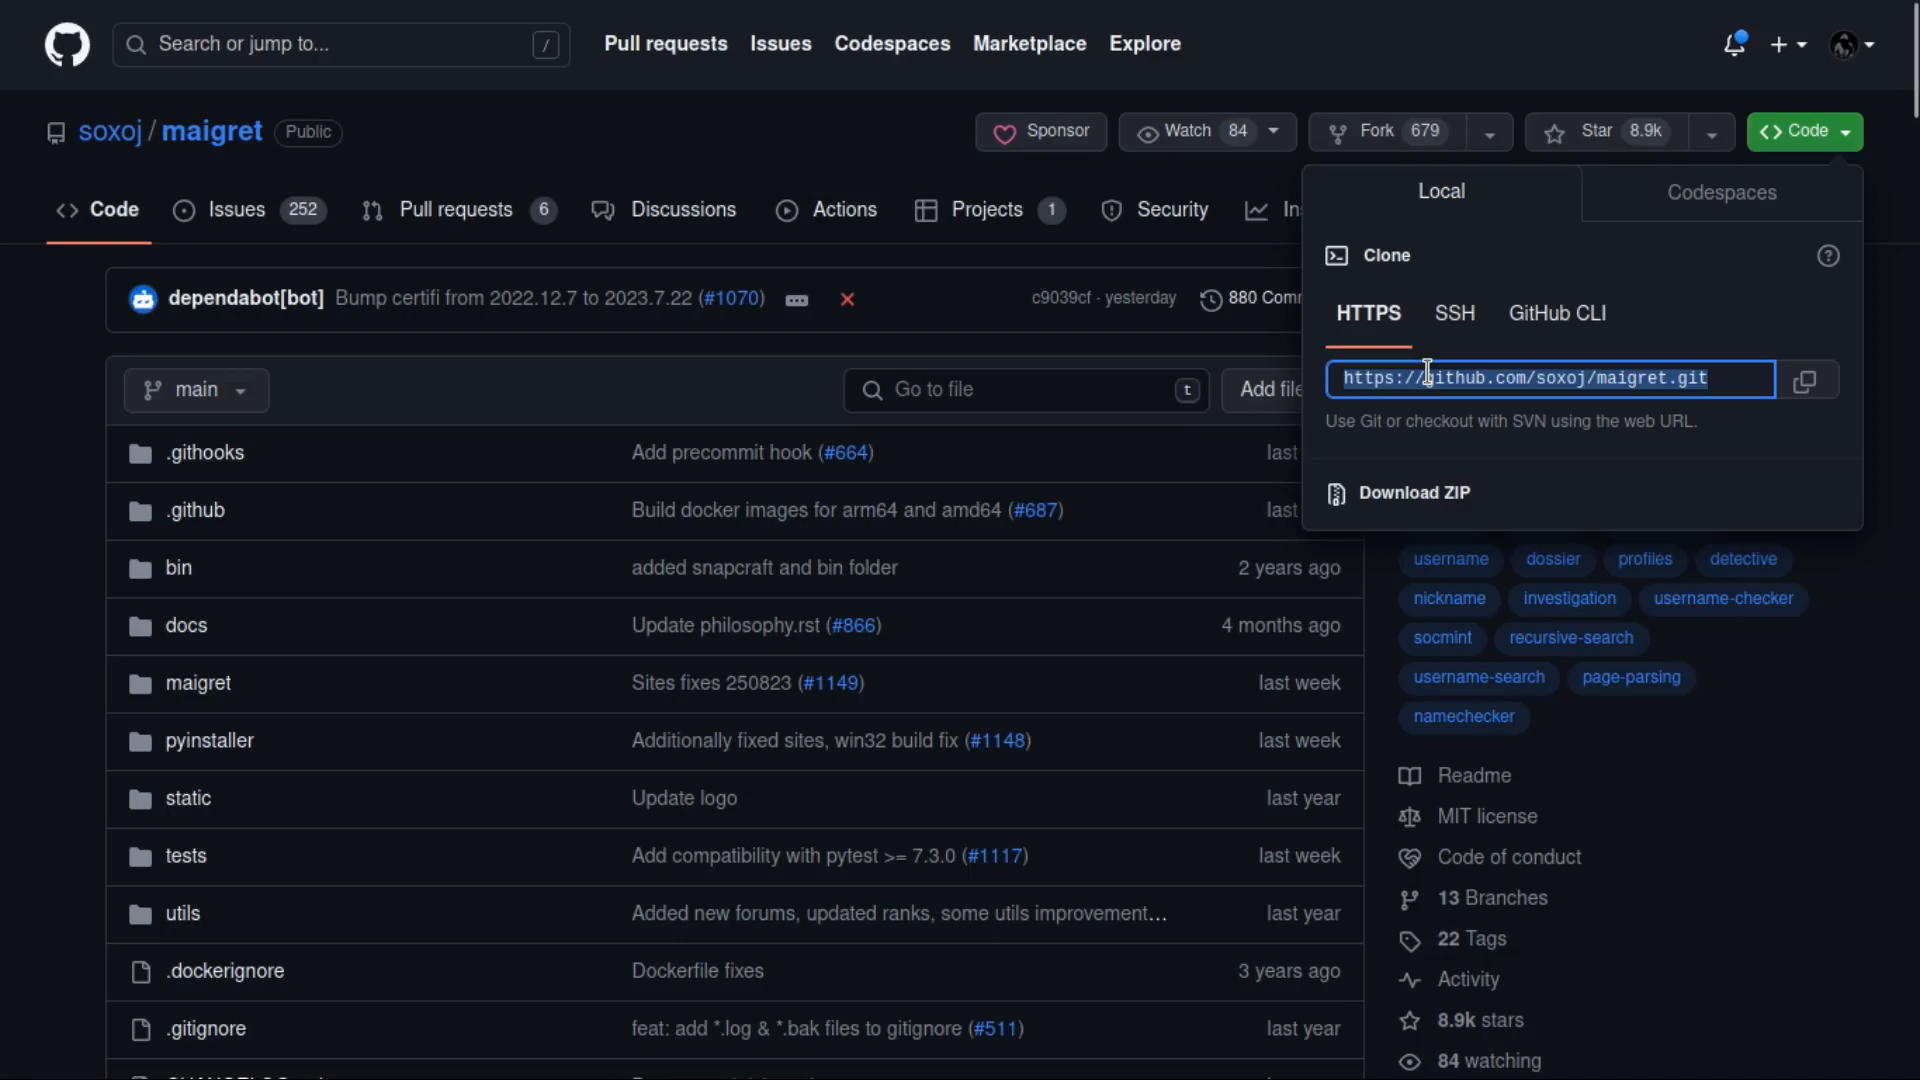 Search or jump to... / Pull requests Issues Codespaces Marketplace Explore
soxoj / maigret Public Sponsor Watch 84 Fork 679 Star 8.9k Code
Code Issues 252 Pull requests 6 Discussions Actions Projects 1 Security
Local Codespaces
Clone
HTTPS SSH GitHub CLI
https://github.com/soxoj/maigret.git
Use Git or checkout with SVN using the web URL.
Download ZIP
dependabot[bot] Bump certifi from 2022.12.7 to 2023.7.22 (#1070) c9039cf · yesterday 880 Comm
main Go to file t Add file
.githooks Add precommit hook (#664) last
.github Build docker images for arm64 and amd64 (#687) last
bin added snapcraft and bin folder 2 years ago
docs Update philosophy.rst (#866) 4 months ago
maigret Sites fixes 250823 (#1149) last week
pyinstaller Additionally fixed sites, win32 build fix (#1148) last week
static Update logo last year
tests Add compatibility with pytest >= 7.3.0 (#1117) last week
utils Added new forums, updated ranks, some utils improvement... last year
.dockerignore Dockerfile fixes 3 years ago
.gitignore feat: add *.log & *.bak files to gitignore (#511) last year
username dossier profiles detective
nickname investigation username-checker
socmint recursive-search
username-search page-parsing
namechecker
Readme
MIT license
Code of conduct
13 Branches
22 Tags
Activity
8.9k stars
84 watching